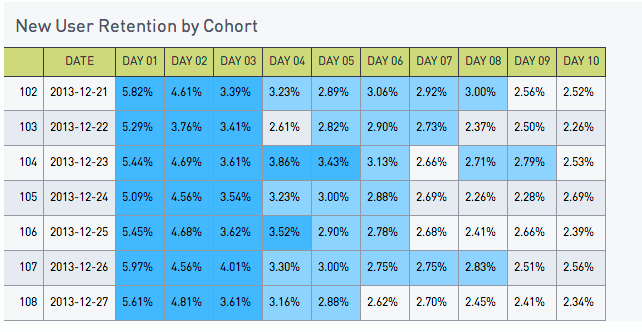 New User Retention by Cohort
DATE DAY 01 DAY 02 DAY 03 DAY 04 DAY 05 DAY 06 DAY 07 DAY 08 DAY 09 DAY 10
102 2013-12-21 5.82% 4.61% 3.39% 3.23% 2.89% 3.06% 2.92% 3.00% 2.56% 2.52%
103 2013-12-22 5.29% 3.76% 3.41% 2.61% 2.82% 2.90% 2.73% 2.37% 2.50% 2.26%
104 2013-12-23 5.44% 4.69% 3.61% 3.86% 3.43% 3.13% 2.66% 2.71% 2.79% 2.53%
105 2013-12-24 5.09% 4.56% 3.54% 3.23% 3.00% 2.88% 2.69% 2.26% 2.28% 2.69%
106 2013-12-25 5.45% 4.68% 3.62% 3.52% 2.90% 2.78% 2.68% 2.41% 2.66% 2.39%
107 2013-12-26 5.97% 4.56% 4.01% 3.30% 3.00% 2.75% 2.75% 2.83% 2.51% 2.56%
108 2013-12-27 5.61% 4.81% 3.61% 3.16% 2.88% 2.62% 2.70% 2.45% 2.41% 2.34%